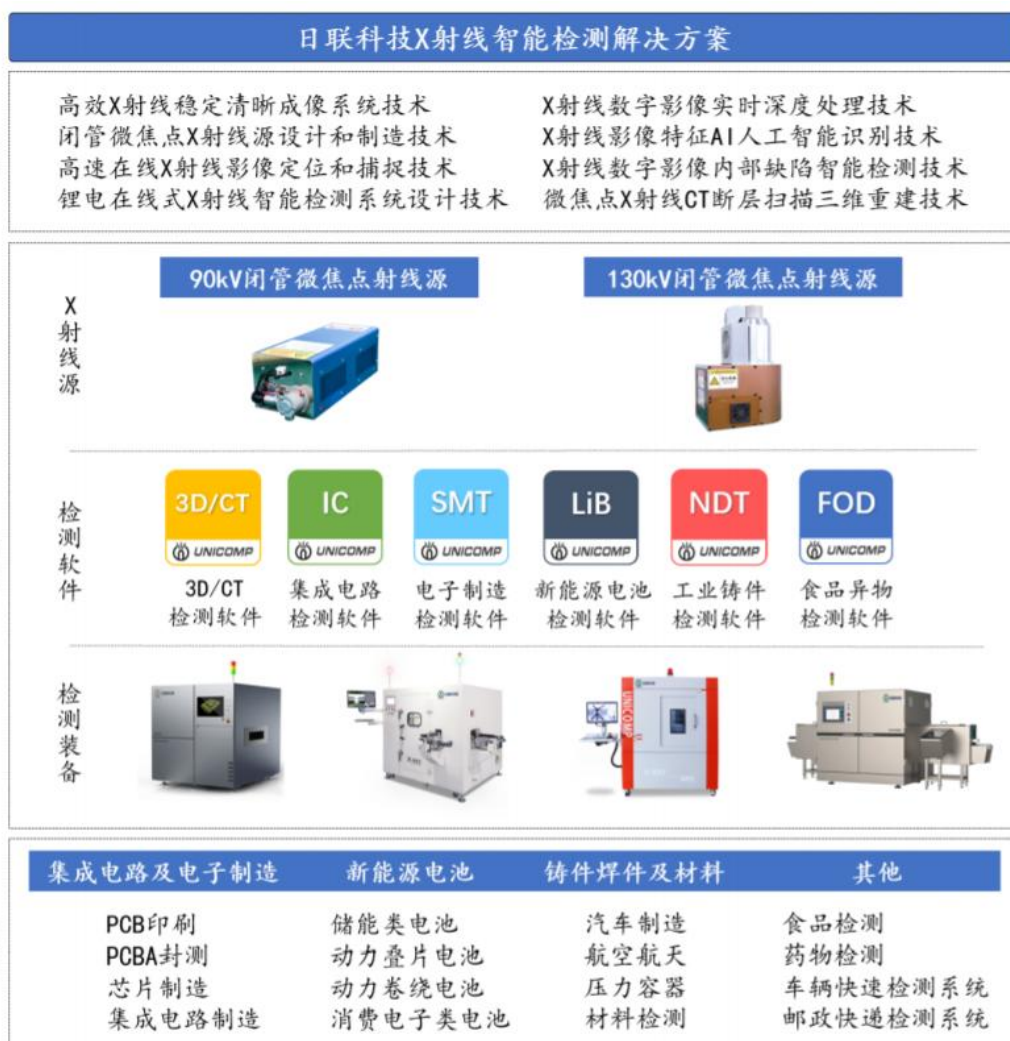 日联科技X射线智能检测解决方案
高效X射线稳定清晰成像系统技术
闭管微焦点X射线源设计和制造技术
高速在线X射线影像定位和捕捉技术
锂电在线式X射线智能检测系统设计技术
X射线数字影像实时深度处理技术
X射线影像特征AI人工智能识别技术
X射线数字影像内部缺陷智能检测技术
微焦点X射线CT断层扫描三维重建技术
X射线源
90kV闭管微焦点射线源
130kV闭管微焦点射线源
检测软件
3D/CT
UNICOMP
3D/CT
检测软件
IC
UNICOMP
集成电路
检测软件
SMT
UNICOMP
电子制造
检测软件
LiB
UNICOMP
新能源电池
检测软件
NDT
UNICOMP
工业铸件
检测软件
FOD
UNICOMP
食品异物
检测软件
检测装备
UNICOMP
集成电路及电子制造
PCB印刷
PCBA封测
芯片制造
集成电路制造
新能源电池
储能类电池
动力叠片电池
动力卷绕电池
消费电子类电池
铸件焊件及材料
汽车制造
航空航天
压力容器
材料检测
其他
食品检测
药物检测
车辆快速检测系统
邮政快递检测系统